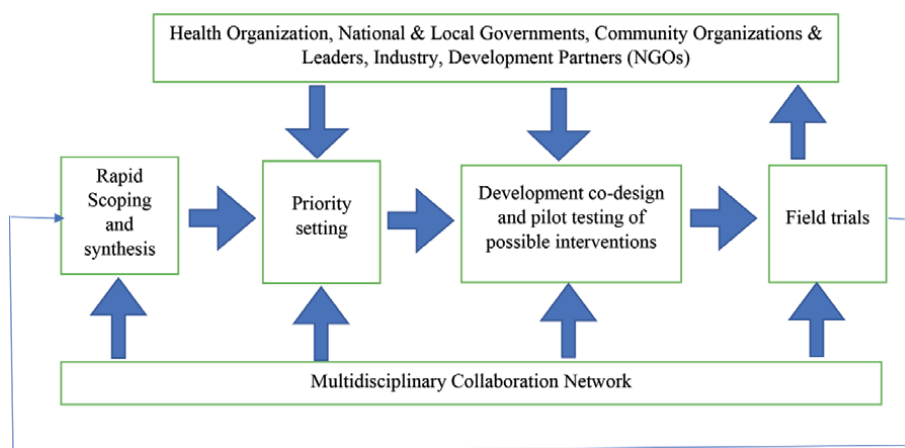 Health Organization, National & Local Governments, Community Organizations &
Leaders, Industry, Development Partners (NGOs)
Rapid
Scoping
and
synthesis
Priority
setting
Development co-design
and pilot testing of
possible interventions
Field trials
Multidisciplinary Collaboration Network